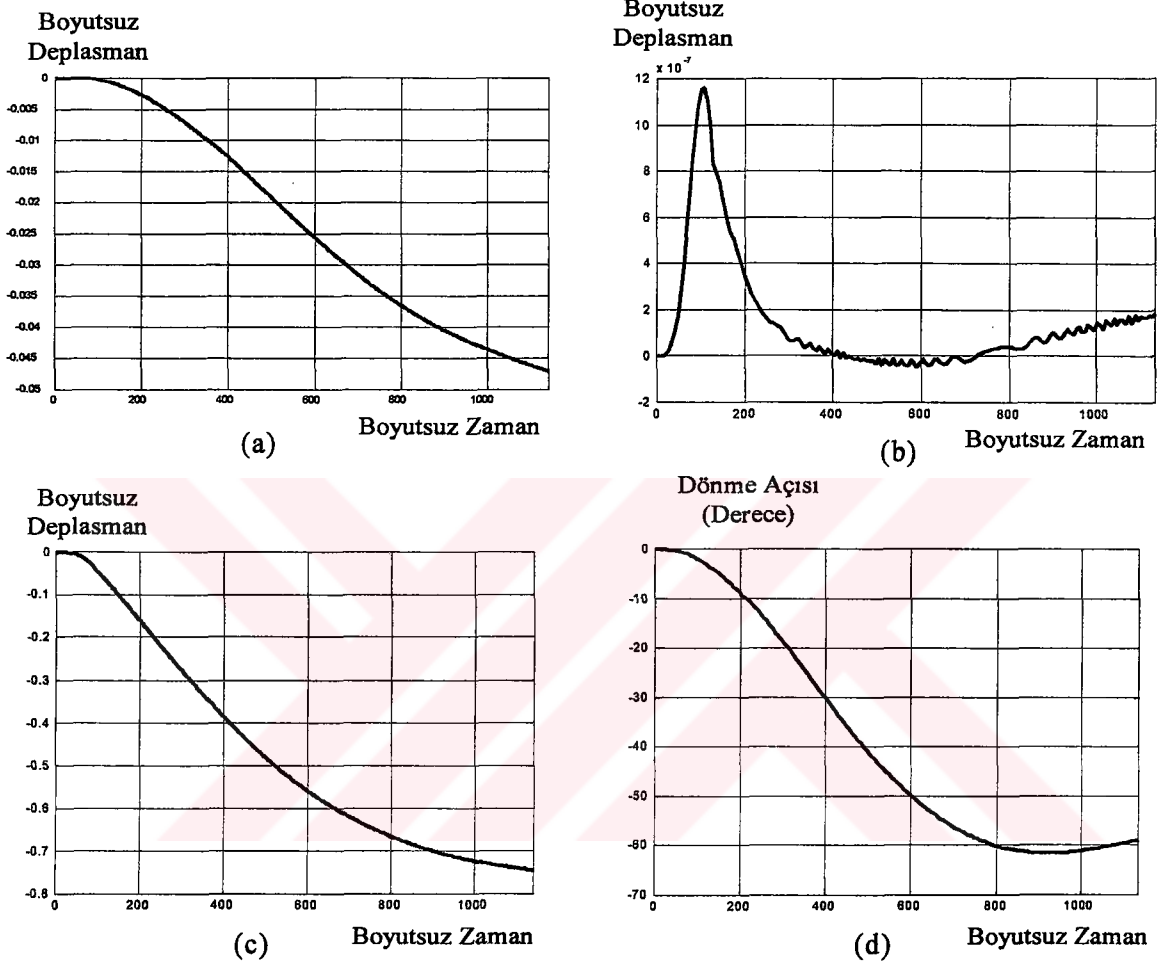 Boyutsuz
Deplasman
0
-0.005
-0.01
-0.015
-0.02
-0.025
-0.03
-0.035
-0.04
-0.045
-0.05
0 200 400 600 800 1000
Boyutsuz Zaman
(a)
Boyutsuz
Deplasman
x 10⁻⁷
12
10
8
6
4
2
0
-2
0 200 400 600 800 1000
Boyutsuz Zaman
(b)
Boyutsuz
Deplasman
0
-0.1
-0.2
-0.3
-0.4
-0.5
-0.6
-0.7
-0.8
0 200 400 600 800 1000
Boyutsuz Zaman
(c)
Dönme Açısı
(Derece)
0
-10
-20
-30
-40
-50
-60
-70
0 200 400 600 800 1000
Boyutsuz Zaman
(d)